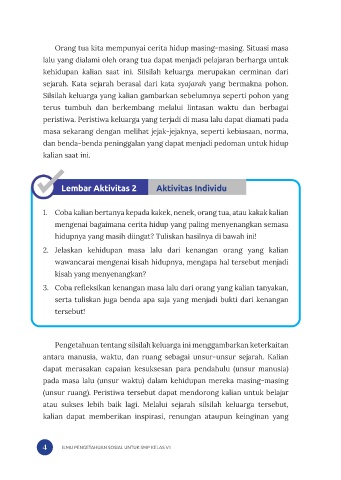 Orang tua kita mempunyai cerita hidup masing-masing. Situasi masa
lalu yang dialami oleh orang tua dapat menjadi pelajaran berharga untuk
kehidupan kalian saat ini. Silsilah keluarga merupakan cerminan dari
sejarah. Kata sejarah berasal dari kata syajarah yang bermakna pohon.
Silsilah keluarga yang kalian gambarkan sebelumnya seperti pohon yang
terus tumbuh dan berkembang melalui lintasan waktu dan berbagai
peristiwa. Peristiwa keluarga yang terjadi di masa lalu dapat diamati pada
masa sekarang dengan melihat jejak-jejaknya, seperti kebiasaan, norma,
dan benda-benda peninggalan yang dapat menjadi pedoman untuk hidup
kalian saat ini.
Lembar Aktivitas 2 Aktivitas Individu
1. Coba kalian bertanya kepada kakek, nenek, orang tua, atau kakak kalian
mengenai bagaimana cerita hidup yang paling menyenangkan semasa
hidupnya yang masih diingat? Tuliskan hasilnya di bawah ini!
2. Jelaskan kehidupan masa lalu dari kenangan orang yang kalian
wawancarai mengenai kisah hidupnya, mengapa hal tersebut menjadi
kisah yang menyenangkan?
3. Coba refleksikan kenangan masa lalu dari orang yang kalian tanyakan,
serta tuliskan juga benda apa saja yang menjadi bukti dari kenangan
tersebut!
Pengetahuan tentang silsilah keluarga ini menggambarkan keterkaitan
antara manusia, waktu, dan ruang sebagai unsur-unsur sejarah. Kalian
dapat merasakan capaian kesuksesan para pendahulu (unsur manusia)
pada masa lalu (unsur waktu) dalam kehidupan mereka masing-masing
(unsur ruang). Peristiwa tersebut dapat mendorong kalian untuk belajar
atau sukses lebih baik lagi. Melalui sejarah silsilah keluarga tersebut,
kalian dapat memberikan inspirasi, renungan ataupun keinginan yang
4 ILMU PENGETAHUAN SOSIAL UNTUK SMP KELAS VII